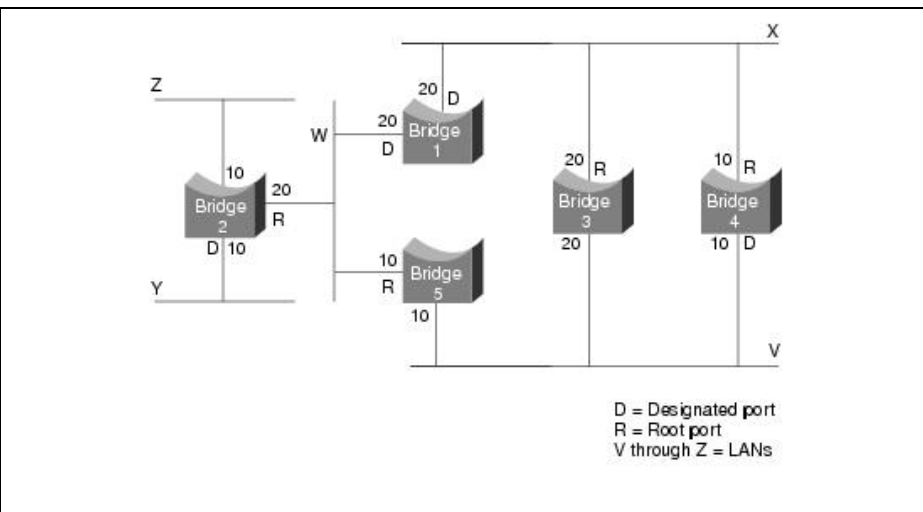 X
Z
20
D
20
W
Bridge
1
D
10
20
R
10
R
20
Bridge
2
R
Bridge
3
Bridge
4
D
10
20
10
D
10
Bridge
5
R
Y
10
V
D = Designated port
R = Root port
V through Z = LANs